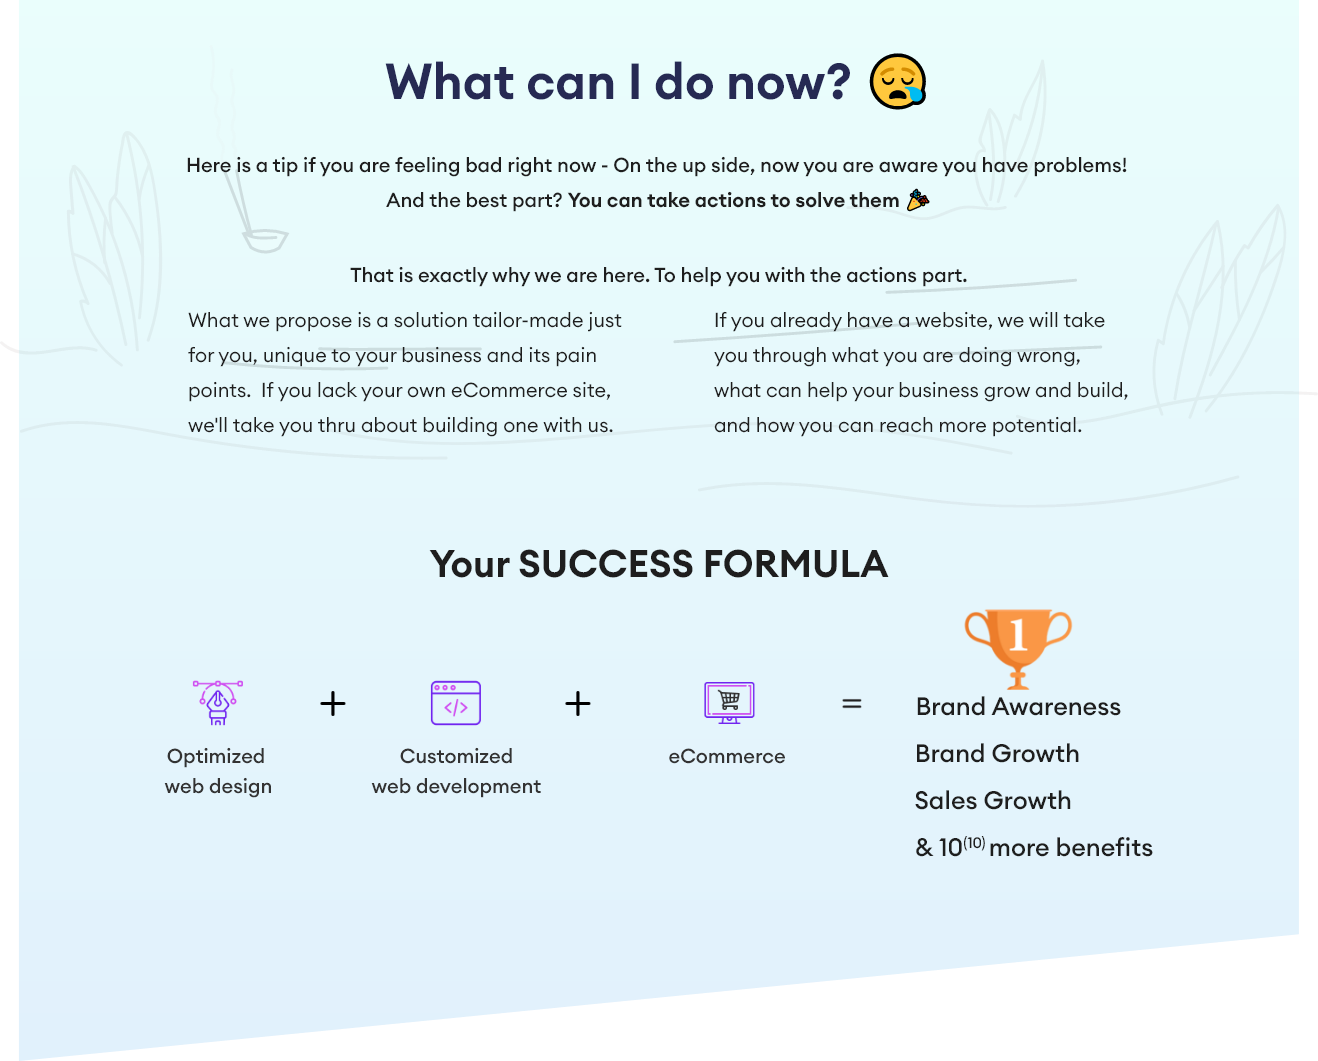 What can I do now? 😪
Here is a tip if you are feeling bad right now - On the up side, now you are aware you have problems!
And the best part? You can take actions to solve them 🎉
That is exactly why we are here. To help you with the actions part.
What we propose is a solution tailor-made just
for you, unique to your business and its pain
points.  If you lack your own eCommerce site,
we'll take you thru about building one with us.
If you already have a website, we will take
you through what you are doing wrong,
what can help your business grow and build,
and how you can reach more potential.
Your SUCCESS FORMULA
1
</>
+
+
=
Optimized
web design
Customized
web development
eCommerce
Brand Awareness
Brand Growth
Sales Growth
& 10(10) more benefits